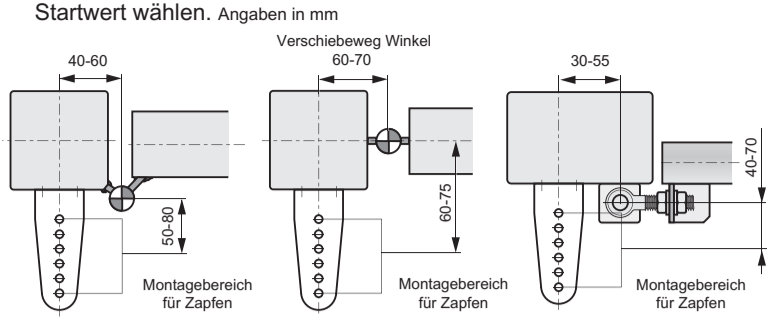 Startwert wählen. Angaben in mm
Verschiebeweg Winkel
40-60
60-70
30-55
50-80
60-75
40-70
Montagebereich
für Zapfen
Montagebereich
für Zapfen
Montagebereich
für Zapfen